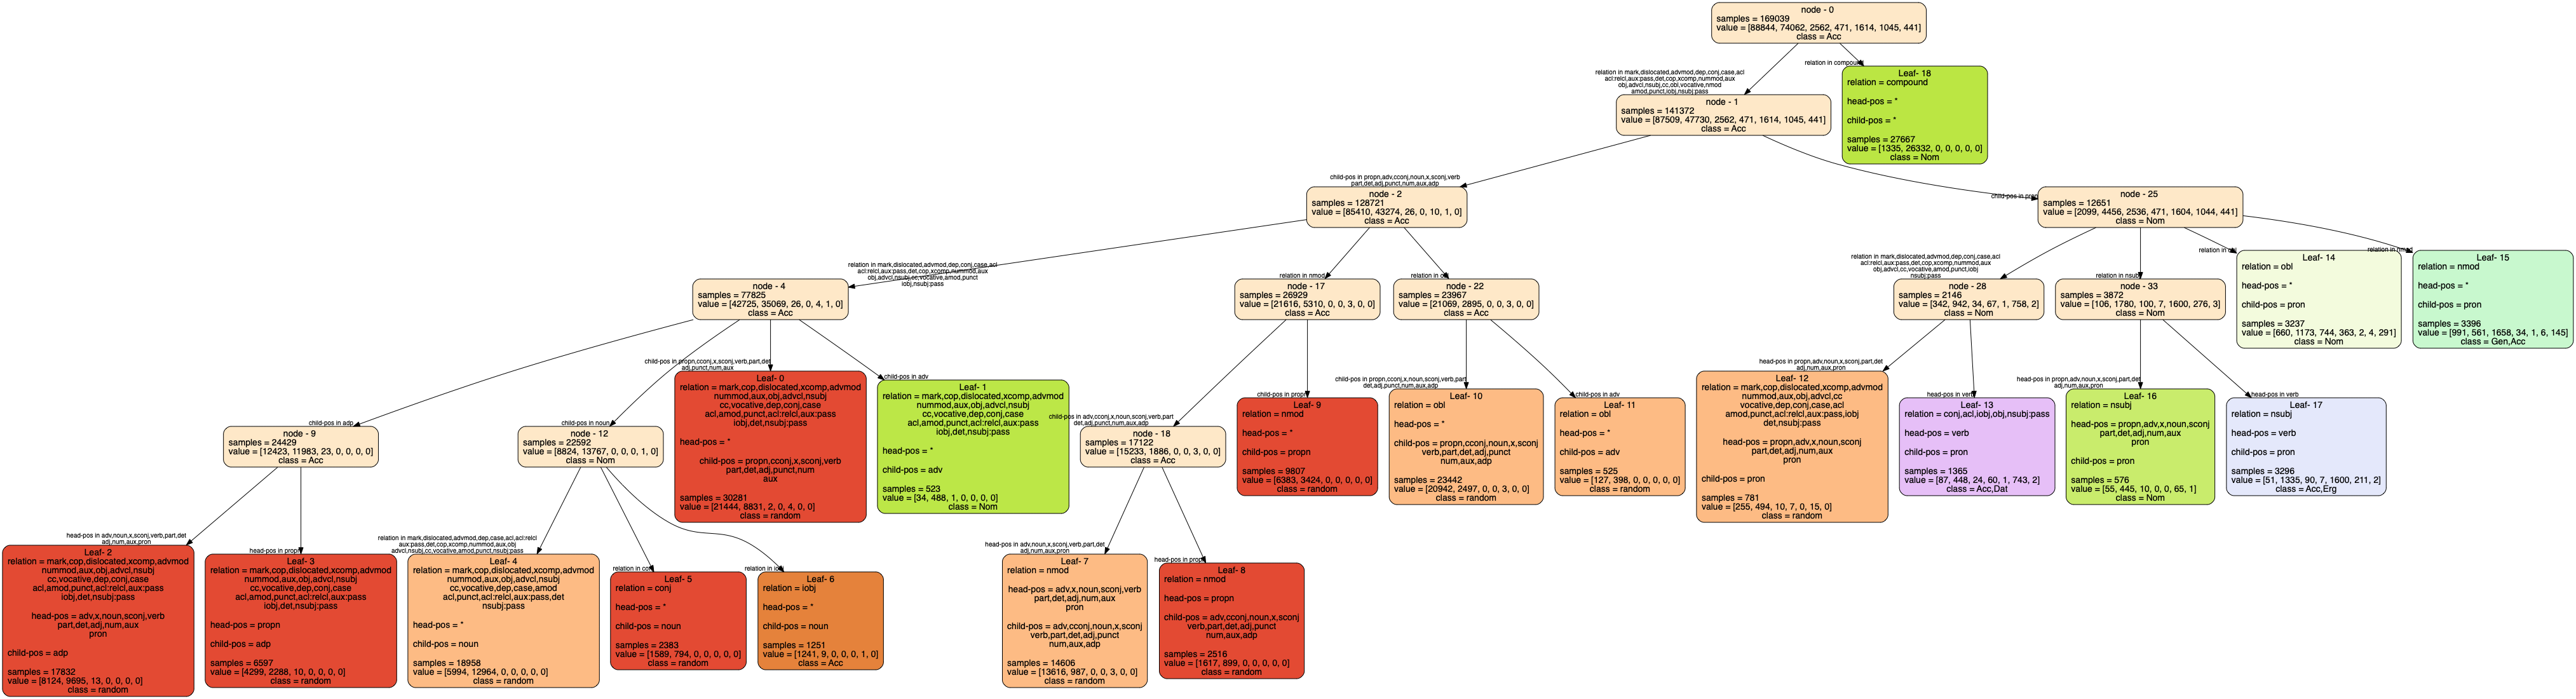 node - 0
samples = 169039
value = [88844, 74062, 2562, 471, 1614, 1045, 441]
class = Acc
relation in mark,dislocated,advmod,dep,conj,case,acl
acl:relcl,aux:pass,det,cop,xcomp,nummod,aux
obj,advcl,nsubj,cc,obl,vocative,nmod
amod,punct,iobj,nsubj:pass
relation in compound
Leaf- 18
relation = compound
head-pos = *
child-pos = *
samples = 27667
value = [1335, 26332, 0, 0, 0, 0, 0]
class = Nom
node - 1
samples = 141372
value = [87509, 47730, 2562, 471, 1614, 1045, 441]
class = Acc
child-pos in propn,adv,cconj,noun,x,sconj,verb
part,det,adj,punct,num,aux,adp
node - 2
samples = 128721
value = [85410, 43274, 26, 0, 10, 1, 0]
class = Acc
child-pos in pron
node - 25
samples = 12651
value = [2099, 4456, 2536, 471, 1604, 1044, 441]
class = Nom
relation in mark,dislocated,advmod,dep,conj,case,acl
acl:relcl,aux:pass,det,cop,xcomp,nummod,aux
obj,advcl,nsubj,cc,vocative,amod,punct
iobj,nsubj:pass
node - 4
samples = 77825
value = [42725, 35069, 26, 0, 4, 1, 0]
class = Acc
relation in nmod
node - 17
samples = 26929
value = [21616, 5310, 0, 0, 3, 0, 0]
class = Acc
relation in obl
node - 22
samples = 23967
value = [21069, 2895, 0, 0, 3, 0, 0]
class = Acc
relation in mark,dislocated,advmod,dep,conj,case,acl
acl:relcl,aux:pass,det,cop,xcomp,nummod,aux
obj,advcl,cc,vocative,amod,punct,iobj
nsubj:pass
node - 28
samples = 2146
value = [342, 942, 34, 67, 1, 758, 2]
class = Nom
relation in nsubj
node - 33
samples = 3872
value = [106, 1780, 100, 7, 1600, 276, 3]
class = Nom
relation in obl
Leaf- 14
relation = obl
head-pos = *
child-pos = pron
samples = 3237
value = [660, 1173, 744, 363, 2, 4, 291]
class = Nom
relation in nmod
Leaf- 15
relation = nmod
head-pos = *
child-pos = pron
samples = 3396
value = [991, 561, 1658, 34, 1, 6, 145]
class = Gen,Acc
child-pos in adp
node - 9
samples = 24429
value = [12423, 11983, 23, 0, 0, 0, 0]
class = Acc
child-pos in noun
node - 12
samples = 22592
value = [8824, 13767, 0, 0, 0, 1, 0]
class = Nom
child-pos in propn,cconj,x,sconj,verb,part,det
adj,punct,num,aux
Leaf- 0
relation = mark,cop,dislocated,xcomp,advmod
nummod,aux,obj,advcl,nsubj
cc,vocative,dep,conj,case
acl,amod,punct,acl:relcl,aux:pass
iobj,det,nsubj:pass
head-pos = *
child-pos = propn,cconj,x,sconj,verb
part,det,adj,punct,num
aux
samples = 30281
value = [21444, 8831, 2, 0, 4, 0, 0]
class = random
child-pos in adv
Leaf- 1
relation = mark,cop,dislocated,xcomp,advmod
nummod,aux,obj,advcl,nsubj
cc,vocative,dep,conj,case
acl,amod,punct,acl:relcl,aux:pass
iobj,det,nsubj:pass
head-pos = *
child-pos = adv
samples = 523
value = [34, 488, 1, 0, 0, 0, 0]
class = Nom
child-pos in adv,cconj,noun,x,sconj,verb,part
det,adj,punct,num,aux,adp
node - 18
samples = 17122
value = [15233, 1886, 0, 0, 3, 0, 0]
class = Acc
child-pos in propn
Leaf- 9
relation = nmod
head-pos = *
child-pos = propn
samples = 9807
value = [6383, 3424, 0, 0, 0, 0, 0]
class = random
child-pos in propn,cconj,x,noun,sconj,verb,part
det,adj,punct,num,aux,adp
Leaf- 10
relation = obl
head-pos = *
child-pos = propn,cconj,noun,x,sconj
verb,part,det,adj,punct
num,aux,adp
samples = 23442
value = [20942, 2497, 0, 0, 3, 0, 0]
class = random
child-pos in adv
Leaf- 11
relation = obl
head-pos = *
child-pos = adv
samples = 525
value = [127, 398, 0, 0, 0, 0, 0]
class = random
head-pos in propn,adv,noun,x,sconj,part,det
adj,num,aux,pron
Leaf- 12
relation = mark,cop,dislocated,xcomp,advmod
nummod,aux,obj,advcl,cc
vocative,dep,conj,case,acl
amod,punct,acl:relcl,aux:pass,iobj
det,nsubj:pass
head-pos = propn,adv,x,noun,sconj
part,det,adj,num,aux
pron
child-pos = pron
samples = 781
value = [255, 494, 10, 7, 0, 15, 0]
class = random
head-pos in verb
Leaf- 13
relation = conj,acl,iobj,obj,nsubj:pass
head-pos = verb
child-pos = pron
samples = 1365
value = [87, 448, 24, 60, 1, 743, 2]
class = Acc,Dat
head-pos in propn,adv,noun,x,sconj,part,det
adj,num,aux,pron
Leaf- 16
relation = nsubj
head-pos = propn,adv,x,noun,sconj
part,det,adj,num,aux
pron
child-pos = pron
samples = 576
value = [55, 445, 10, 0, 0, 65, 1]
class = Nom
head-pos in verb
Leaf- 17
relation = nsubj
head-pos = verb
child-pos = pron
samples = 3296
value = [51, 1335, 90, 7, 1600, 211, 2]
class = Acc,Erg
head-pos in adv,noun,x,sconj,verb,part,det
adj,num,aux,pron
Leaf- 2
relation = mark,cop,dislocated,xcomp,advmod
nummod,aux,obj,advcl,nsubj
cc,vocative,dep,conj,case
acl,amod,punct,acl:relcl,aux:pass
iobj,det,nsubj:pass
head-pos = adv,x,noun,sconj,verb
part,det,adj,num,aux
pron
child-pos = adp
samples = 17832
value = [8124, 9695, 13, 0, 0, 0, 0]
class = random
head-pos in propn
Leaf- 3
relation = mark,cop,dislocated,xcomp,advmod
nummod,aux,obj,advcl,nsubj
cc,vocative,dep,conj,case
acl,amod,punct,acl:relcl,aux:pass
iobj,det,nsubj:pass
head-pos = propn
child-pos = adp
samples = 6597
value = [4299, 2288, 10, 0, 0, 0, 0]
class = random
relation in mark,dislocated,advmod,dep,case,acl,acl:relcl
aux:pass,det,cop,xcomp,nummod,aux,obj
advcl,nsubj,cc,vocative,amod,punct,nsubj:pass
Leaf- 4
relation = mark,cop,dislocated,xcomp,advmod
nummod,aux,obj,advcl,nsubj
cc,vocative,dep,case,amod
acl,punct,acl:relcl,aux:pass,det
nsubj:pass
head-pos = *
child-pos = noun
samples = 18958
value = [5994, 12964, 0, 0, 0, 0, 0]
class = random
relation in conj
Leaf- 5
relation = conj
head-pos = *
child-pos = noun
samples = 2383
value = [1589, 794, 0, 0, 0, 0, 0]
class = random
relation in iobj
Leaf- 6
relation = iobj
head-pos = *
child-pos = noun
samples = 1251
value = [1241, 9, 0, 0, 0, 1, 0]
class = Acc
head-pos in adv,noun,x,sconj,verb,part,det
adj,num,aux,pron
Leaf- 7
relation = nmod
head-pos = adv,x,noun,sconj,verb
part,det,adj,num,aux
pron
child-pos = adv,cconj,noun,x,sconj
verb,part,det,adj,punct
num,aux,adp
samples = 14606
value = [13616, 987, 0, 0, 3, 0, 0]
class = random
head-pos in propn
Leaf- 8
relation = nmod
head-pos = propn
child-pos = adv,cconj,noun,x,sconj
verb,part,det,adj,punct
num,aux,adp
samples = 2516
value = [1617, 899, 0, 0, 0, 0, 0]
class = random